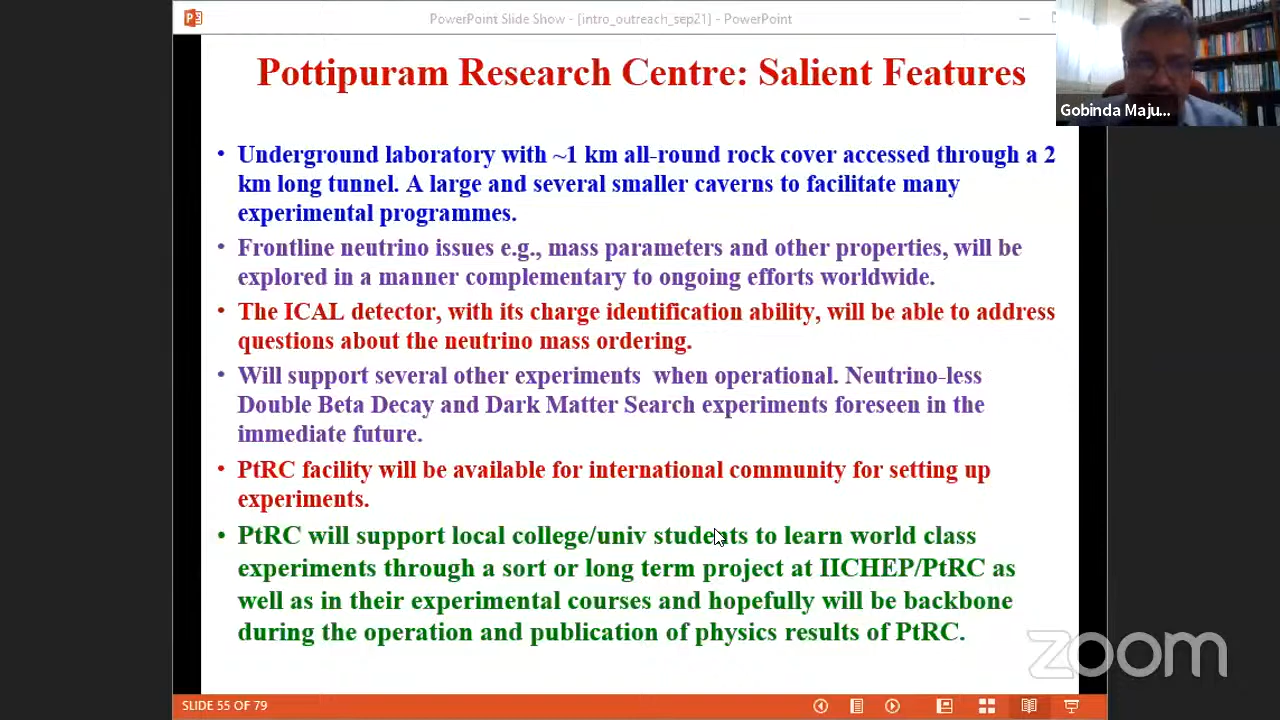 PowerPoint Slide Show - [intro_outreach_sep21] - PowerPoint
Pottipuram Research Centre: Salient Features
Gobinda Maju...
• Underground laboratory with ~1 km all-round rock cover accessed through a 2
km long tunnel. A large and several smaller caverns to facilitate many
experimental programmes.
• Frontline neutrino issues e.g., mass parameters and other properties, will be
explored in a manner complementary to ongoing efforts worldwide.
• The ICAL detector, with its charge identification ability, will be able to address
questions about the neutrino mass ordering.
• Will support several other experiments when operational. Neutrino-less
Double Beta Decay and Dark Matter Search experiments foreseen in the
immediate future.
• PtRC facility will be available for international community for setting up
experiments.
• PtRC will support local college/univ students to learn world class
experiments through a sort or long term project at IICHEP/PtRC as
well as in their experimental courses and hopefully will be backbone
during the operation and publication of physics results of PtRC.
zoom
SLIDE 55 OF 79